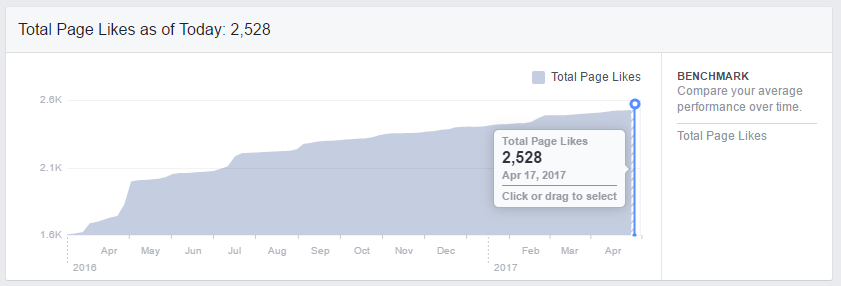 Total Page Likes as of Today: 2,528
Total Page Likes
BENCHMARK
Compare your average
performance over time.
Total Page Likes
2.6K
2.1K
1.6K
Total Page Likes
2,528
Apr 17, 2017
Click or drag to select
Apr May Jun Jul Aug Sep Oct Nov Dec Feb Mar Apr
2016 2017